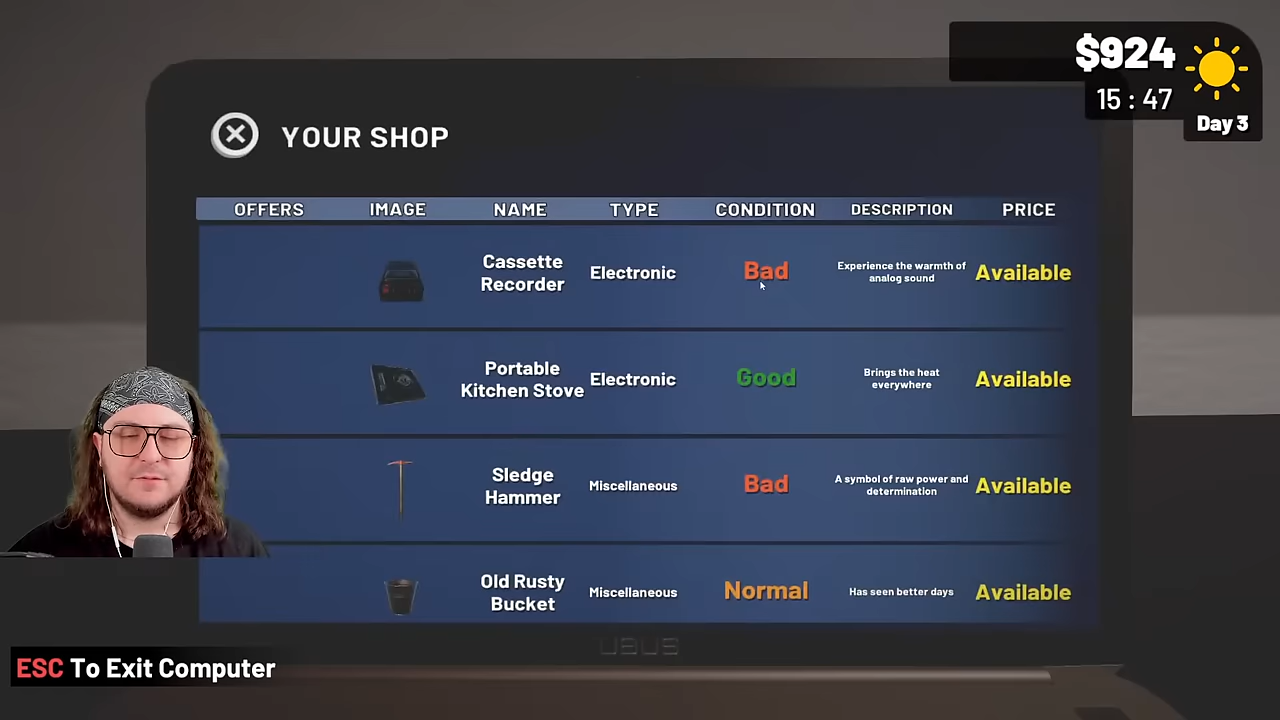 $924
15 : 47
Day 3
YOUR SHOP
OFFERS IMAGE NAME TYPE CONDITION DESCRIPTION PRICE
Cassette
Recorder
Electronic
Bad
Experience the warmth of
analog sound
Available
Portable
Kitchen Stove
Electronic
Good
Brings the heat
everywhere
Available
Sledge
Hammer
Miscellaneous
Bad
A symbol of raw power and
determination
Available
Old Rusty
Bucket
Miscellaneous
Normal
Has seen better days
Available
ESC To Exit Computer